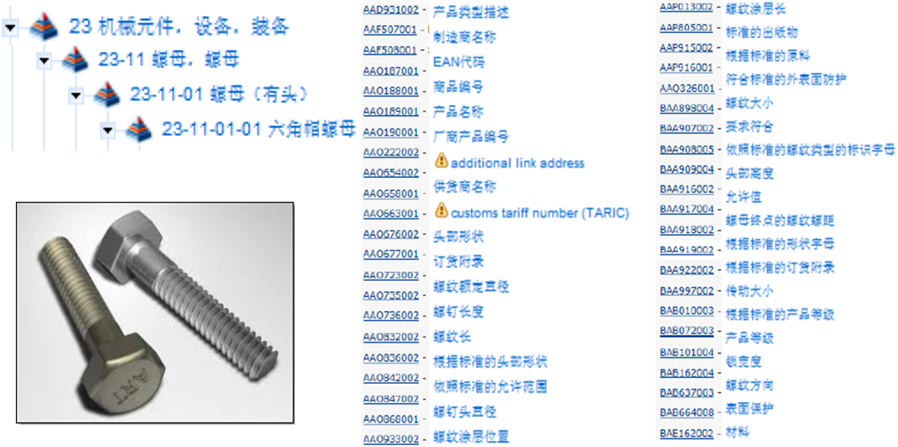 23 机械元件，设备，装备
23-11 螺母，螺母
23-11-01 螺母（有头）
23-11-01-01 六角帽螺母
ART
AAD931002 -
AAF507001 -
AAF508001 -
AAO187001 -
AAO188001 -
AAO189001 -
AAO190001 -
AAO222002 -
AAO654002 -
AAO658001 -
AAO663001 -
AAO676002 -
AAO677001 -
AAO723002 -
AAO735002 -
AAO736002 -
AAO832002 -
AAO836002 -
AAO842002 -
AAO847002 -
AAO868001 -
AAO933002 -
产品类型描述
制造商名称
EAN代码
商品编号
产品名称
厂商产品编号
additional link address
供货商名称
customs tariff number (TARIC)
头部形状
订货附录
螺纹额定直径
螺钉长度
螺纹长
根据标准的头部形状
依照标准的允许范围
螺钉头直径
螺纹涂层位置
AAP013002 -
AAP805001 -
AAP915002 -
AAP916001 -
AAQ326001 -
BAA898004 -
BAA907002 -
BAA908005 -
BAA909004 -
BAA916002 -
BAA917004 -
BAA918002 -
BAA919002 -
BAA922002 -
BAA997002 -
BAB010003 -
BAB072003 -
BAB101004 -
BAB162004 -
BAB637003 -
BAB664008 -
BAE162002 -
螺纹涂层长
标准的出版物
根据标准的原料
符合标准的外表面防护
螺纹大小
要求符合
依照标准的螺纹类型的标识字母
头部高度
允许值
螺母终点的螺纹螺距
根据标准的形状字母
根据标准的订货附录
传动大小
根据标准的产品等级
产品等级
锁宽度
螺纹方向
表面保护
材料